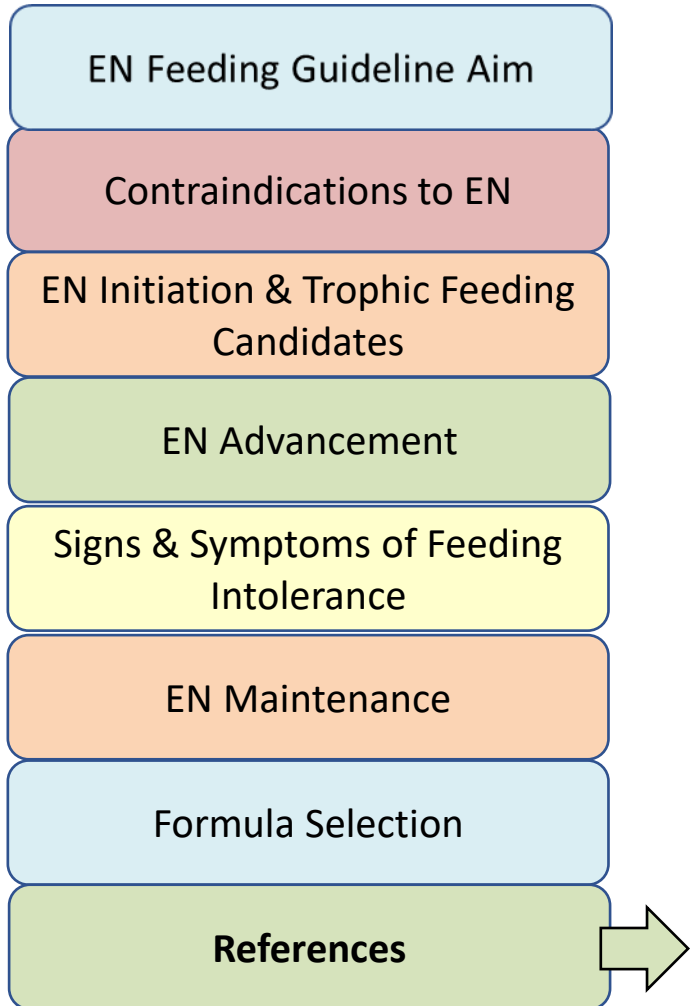 EN Feeding Guideline Aim
Contraindications to EN
EN Initiation & Trophic Feeding
Candidates
EN Advancement
Signs & Symptoms of Feeding
Intolerance
EN Maintenance
Formula Selection
References